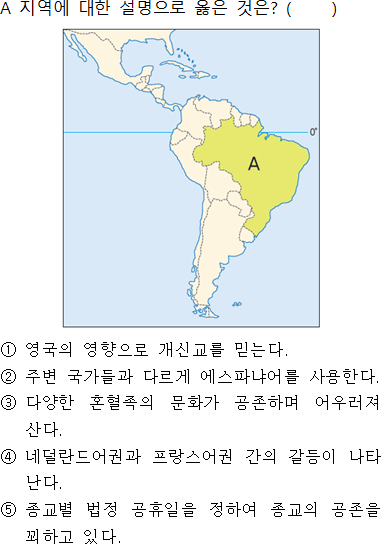 A 지역에 대한 설명으로 옳은 것은? (    )
0°
A
① 영국의 영향으로 개신교를 믿는다.
② 주변 국가들과 다르게 에스파냐어를 사용한다.
③ 다양한 혼혈족의 문화가 공존하며 어우러져
산다.
④ 네덜란드어권과 프랑스어권 간의 갈등이 나타
난다.
⑤ 종교별 법정 공휴일을 정하여 종교의 공존을
꾀하고 있다.